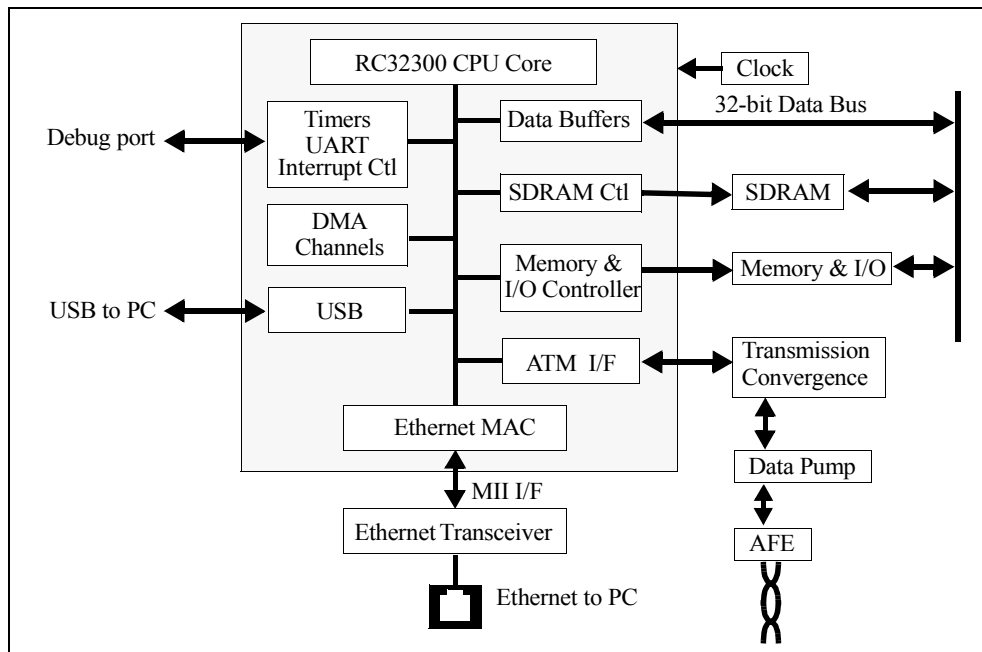 RC32300 CPU Core
Clock
32-bit Data Bus
Debug port
Timers
UART
Interrupt Ctl
Data Buffers
SDRAM Ctl
SDRAM
DMA
Channels
Memory &
I/O Controller
Memory & I/O
USB to PC
USB
ATM I/F
Transmission
Convergence
Ethernet MAC
Data Pump
MII I/F
Ethernet Transceiver
AFE
Ethernet to PC